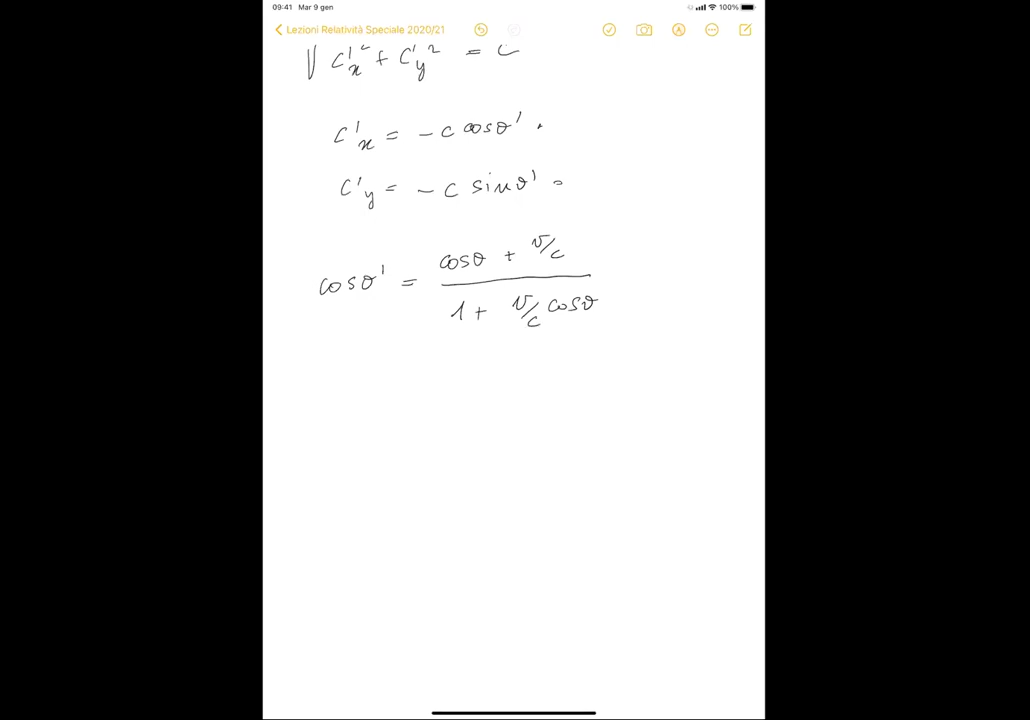 09:41 Mar 9 gen 100%
Lezioni Relatività Speciale 2020/21
√ c'x² + c'y² = c
c'x = - c cosθ'
c'y = - c sinθ'
cosθ' = (cosθ + v/c) / (1 + v/c cosθ)